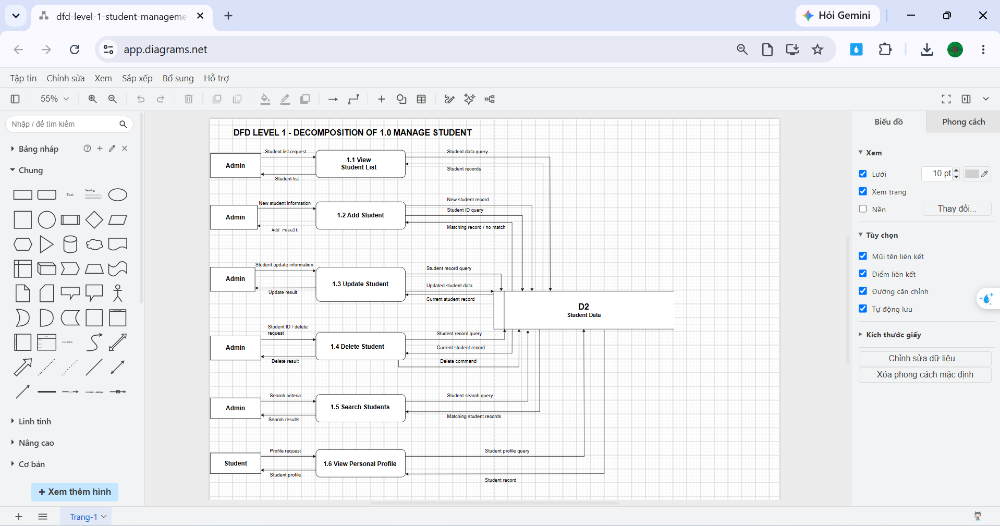 dfd-level-1-student-manageme
Hỏi Gemini
app.diagrams.net
Tập tin
Chỉnh sửa
Xem
Sắp xếp
Bổ sung
Hỗ trợ
55%
Nhập / để tìm kiếm
Bảng nháp
Chung
Text
Heading
List Item
Linh tinh
Nâng cao
Cơ bản
+ Xem thêm hình
DFD LEVEL 1 - DECOMPOSITION OF 1.0 MANAGE STUDENT
Student list request
Admin
1.1 View
Student List
Student list
Student data query
Student records
New student information
Admin
1.2 Add Student
Add result
New student record
Student ID query
Matching record / no match
Student update information
Admin
1.3 Update Student
Update result
Student record query
Updated student data
Current student record
D2
Student Data
Student ID / delete
request
Admin
1.4 Delete Student
Delete result
Student record query
Current student record
Delete command
Search criteria
Admin
1.5 Search Students
Search results
Student search query
Matching student records
Profile request
Student
1.6 View Personal Profile
Student profile
Student profile query
Student record
Biểu đồ
Phong cách
Xem
Lưới
10 pt
Xem trang
Nền
Thay đổi...
Tùy chọn
Mũi tên liên kết
Điểm liên kết
Đường căn chỉnh
Tự động lưu
Kích thước giấy
Chỉnh sửa dữ liệu...
Xóa phong cách mặc định
Trang-1